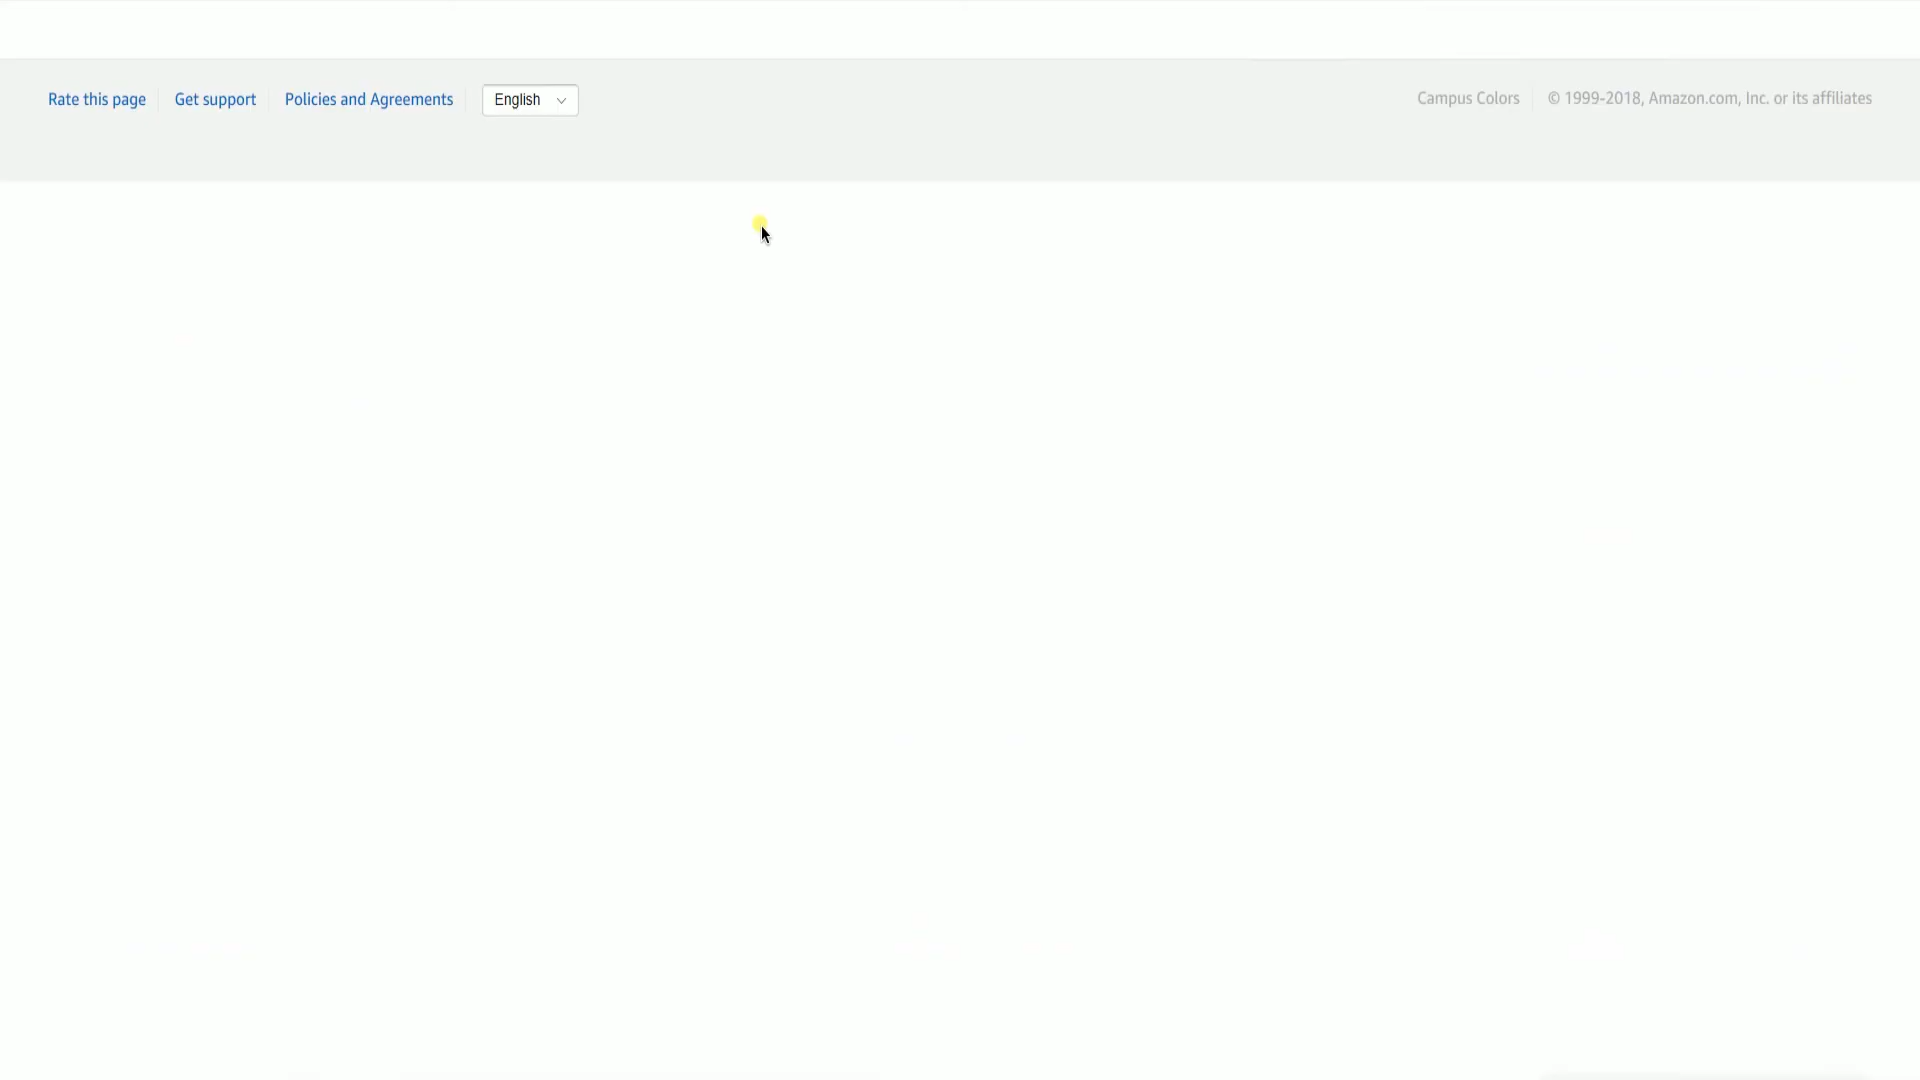 Rate this page Get support Policies and Agreements English Campus Colors © 1999-2018, Amazon.com, Inc. or its affiliates